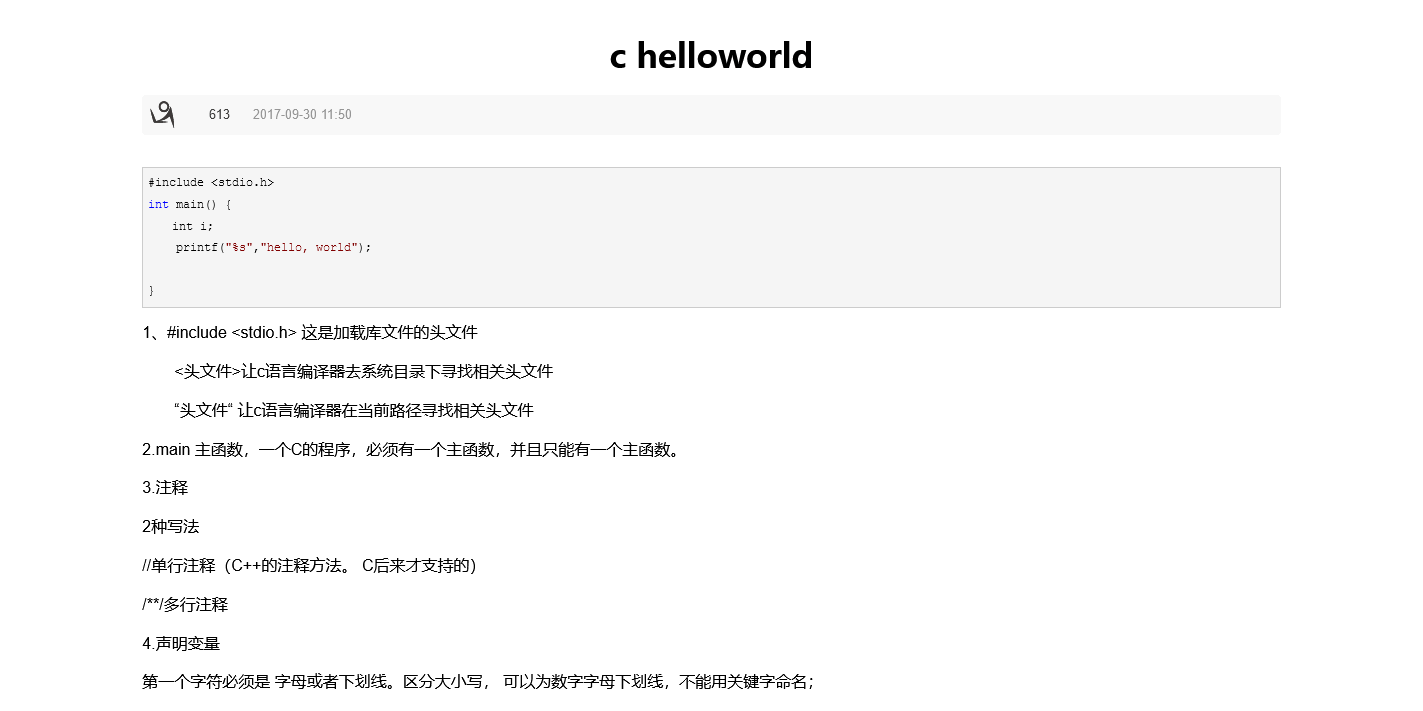 c helloworld
613 2017-09-30 11:50
#include <stdio.h>
int main() {
int i;
printf("%s","hello, world");
}
1、#include <stdio.h> 这是加载库文件的头文件
<头文件>让c语言编译器去系统目录下寻找相关头文件
“头文件“ 让c语言编译器在当前路径寻找相关头文件
2.main 主函数，一个C的程序，必须有一个主函数，并且只能有一个主函数。
3.注释
2种写法
//单行注释（C++的注释方法。 C后来才支持的）
/**/多行注释
4.声明变量
第一个字符必须是 字母或者下划线。区分大小写， 可以为数字字母下划线，不能用关键字命名；